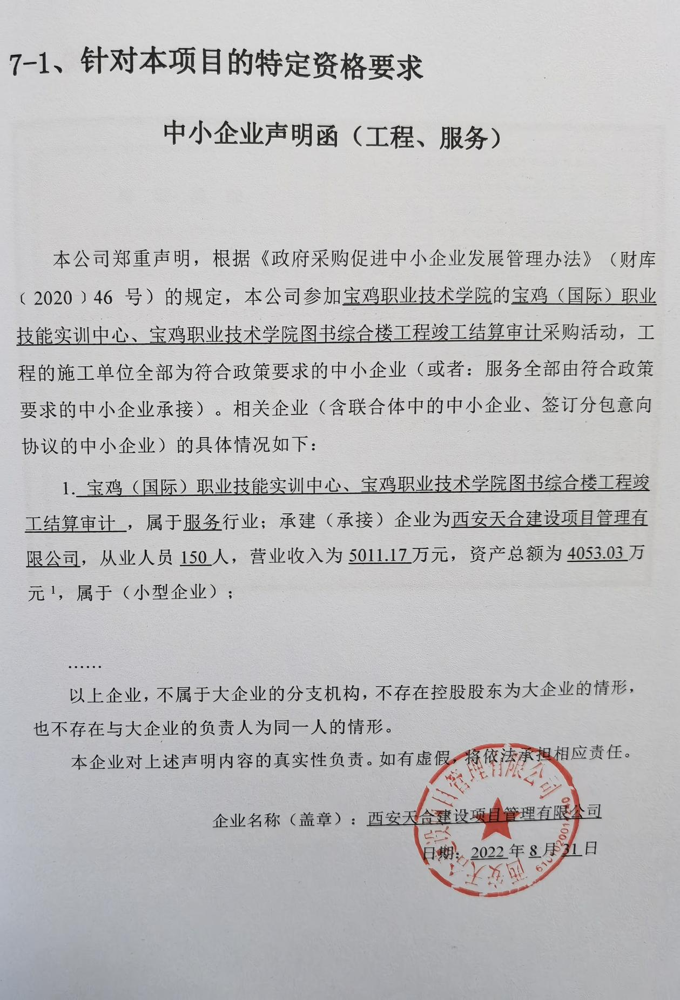 7-1、针对本项目的特定资格要求
中小企业声明函（工程、服务）
本公司郑重声明，根据《政府采购促进中小企业发展管理办法》（财库
﹝2020﹞46 号）的规定，本公司参加宝鸡职业技术学院的宝鸡（国际）职业
技能实训中心、宝鸡职业技术学院图书综合楼工程竣工结算审计采购活动，工
程的施工单位全部为符合政策要求的中小企业（或者：服务全部由符合政策
要求的中小企业承接）。相关企业（含联合体中的中小企业、签订分包意向
协议的中小企业）的具体情况如下：
1. 宝鸡（国际）职业技能实训中心、宝鸡职业技术学院图书综合楼工程竣
工结算审计 ，属于服务行业；承建（承接）企业为西安天合建设项目管理有
限公司，从业人员 150 人，营业收入为 5011.17 万元，资产总额为 4053.03 万
元¹，属于（小型企业）；
……
以上企业，不属于大企业的分支机构，不存在控股股东为大企业的情形，
也不存在与大企业的负责人为同一人的情形。
本企业对上述声明内容的真实性负责。如有虚假，将依法承担相应责任。
企业名称（盖章）：西安天合建设项目管理有限公司
日期：2022 年 8 月 31 日
西安天合建设项目管理有限公司